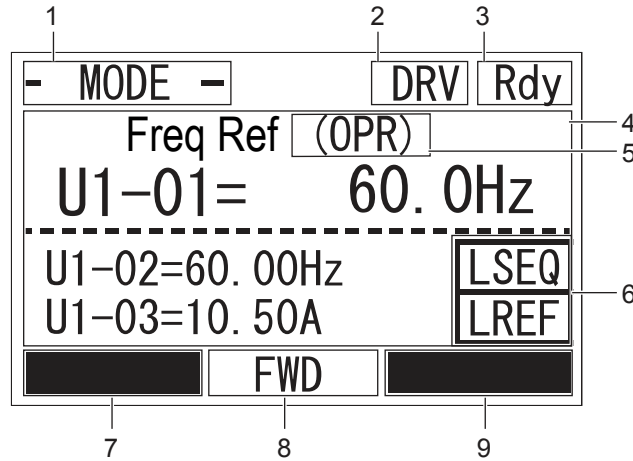 1 2 3
- MODE - DRV Rdy
4
Freq Ref (OPR) 5
U1-01= 60.0Hz
U1-02=60.00Hz LSEQ
6
U1-03=10.50A LREF
FWD
7 8 9